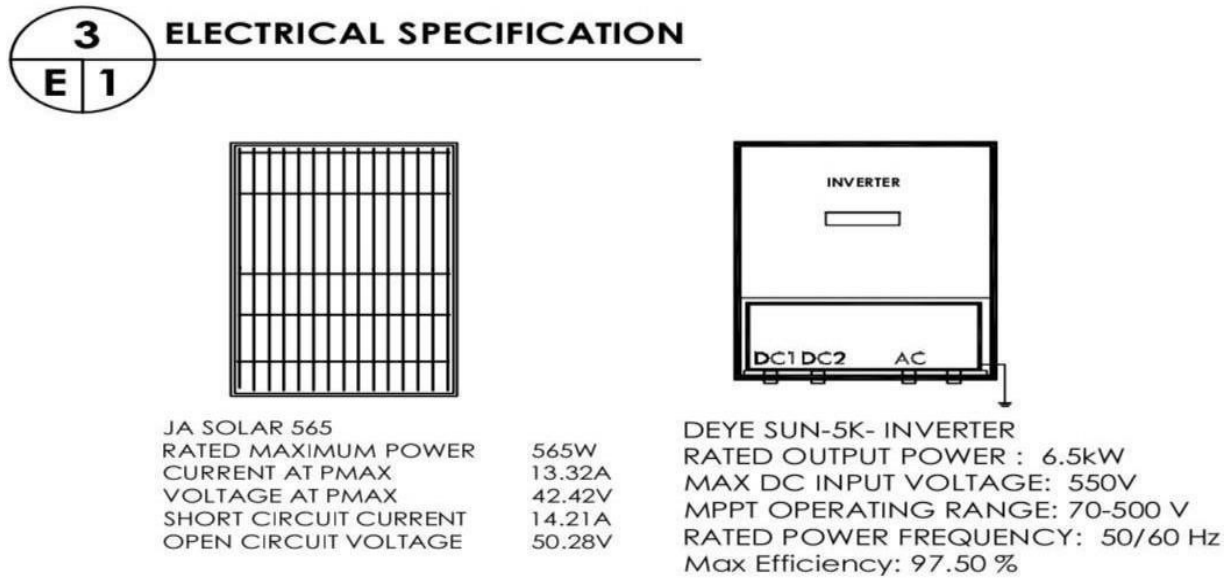 3
ELECTRICAL SPECIFICATION
E 1
INVERTER
DC1 DC2 AC
JA SOLAR 565
RATED MAXIMUM POWER 565W
CURRENT AT PMAX 13.32A
VOLTAGE AT PMAX 42.42V
SHORT CIRCUIT CURRENT 14.21A
OPEN CIRCUIT VOLTAGE 50.28V
DEYE SUN-5K- INVERTER
RATED OUTPUT POWER : 6.5kW
MAX DC INPUT VOLTAGE: 550V
MPPT OPERATING RANGE: 70-500 V
RATED POWER FREQUENCY: 50/60 Hz
Max Efficiency: 97.50 %